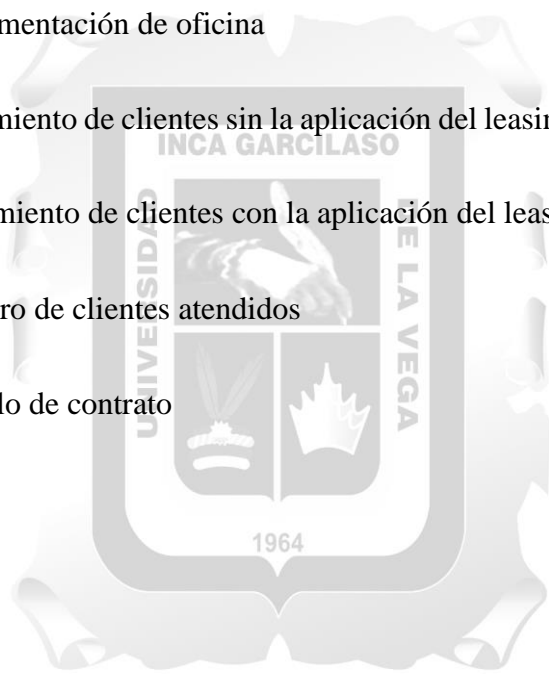 mentación de oficina
miento de clientes sin la aplicación del leasin
INCA GARCILASO
miento de clientes con la aplicación del leas
UNIVERSIDAD
DE LA VEGA
ro de clientes atendidos
lo de contrato
1964